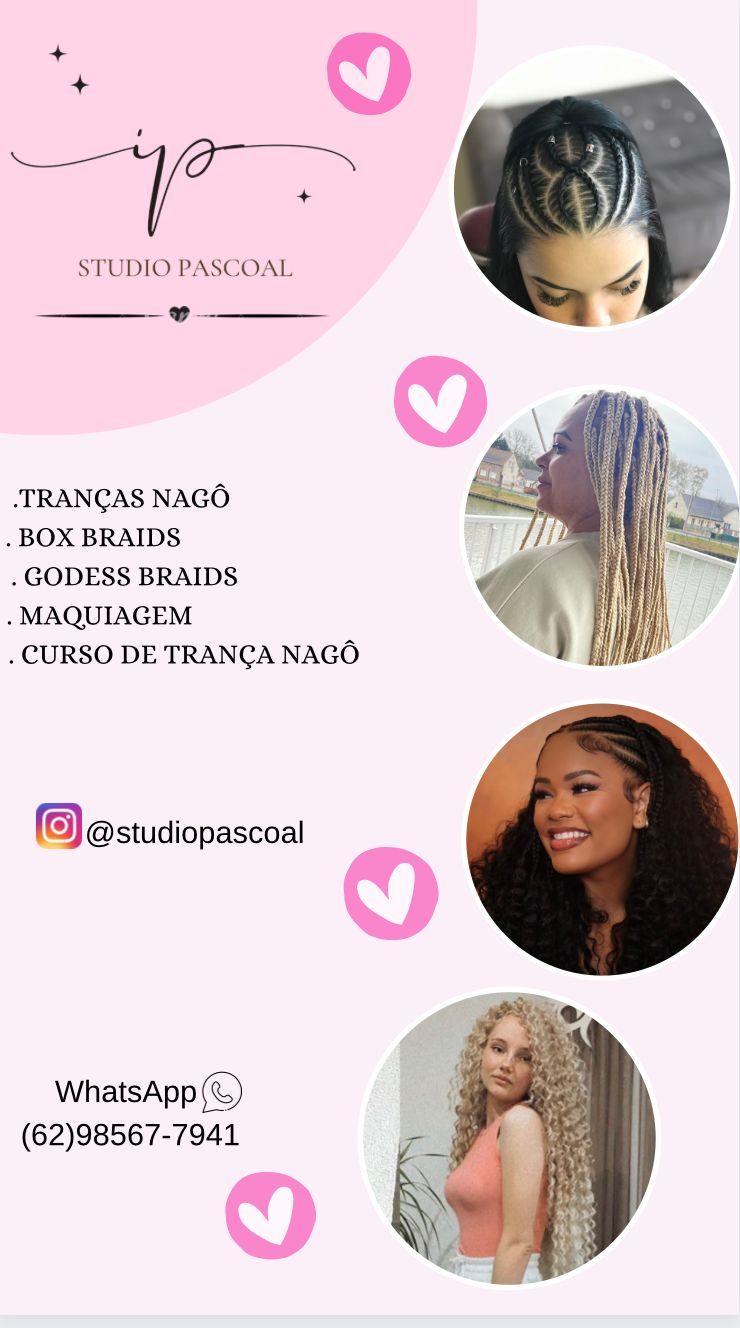 ip
STUDIO PASCOAL
.TRANÇAS NAGÔ
. BOX BRAIDS
. GODESS BRAIDS
. MAQUIAGEM
. CURSO DE TRANÇA NAGÔ
@studiopascoal
WhatsApp
(62)98567-7941